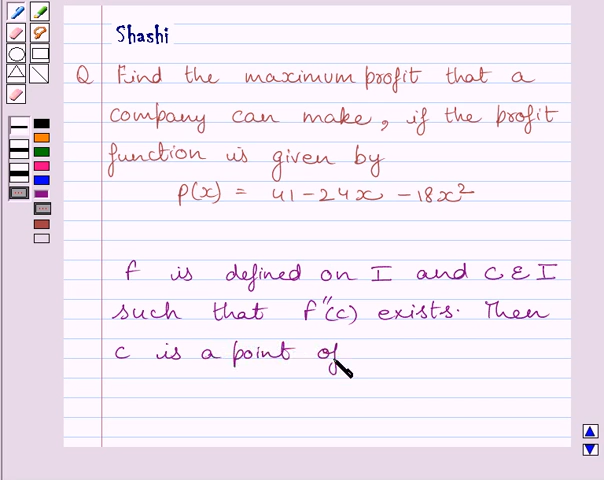 Shashi
Q Find the maximum profit that a
company can make, if the profit
function is given by
p(x) = 41 - 24x - 18x²
f is defined on I and c ε I
such that f"(c) exists. Then
c is a point of